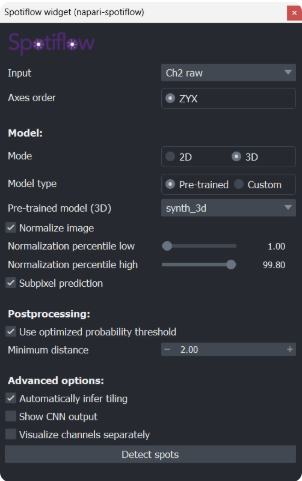 Spotiflow widget (napari-spotiflow)
Spotiflow
Input Ch2 raw
Axes order ZYX
Model:
Mode 2D 3D
Model type Pre-trained Custom
Pre-trained model (3D) synth_3d
Normalize image
Normalization percentile low 1.00
Normalization percentile high 99.80
Subpixel prediction
Postprocessing:
Use optimized probability threshold
Minimum distance − 2.00 +
Advanced options:
Automatically infer tiling
Show CNN output
Visualize channels separately
Detect spots